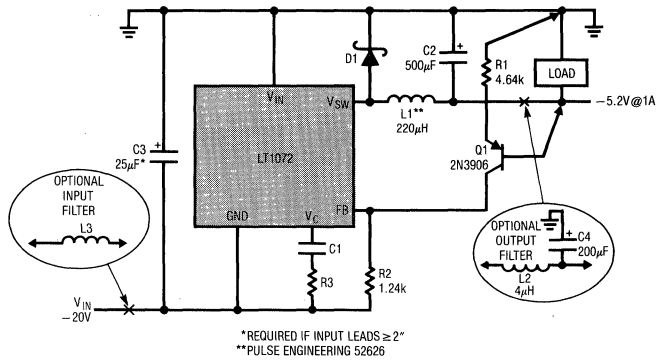 D1
C2
500µF
+
R1
4.64k
LOAD
–5.2V@1A
VIN
VSW
L1**
220µH
Q1
2N3906
LT1072
C3
25µF*
+
OPTIONAL
INPUT
FILTER
L3
GND
VC
FB
C1
R3
R2
1.24k
OPTIONAL
OUTPUT
FILTER
+
C4
200µF
L2
4µH
VIN
–20V
*REQUIRED IF INPUT LEADS ≥ 2"
**PULSE ENGINEERING 52626